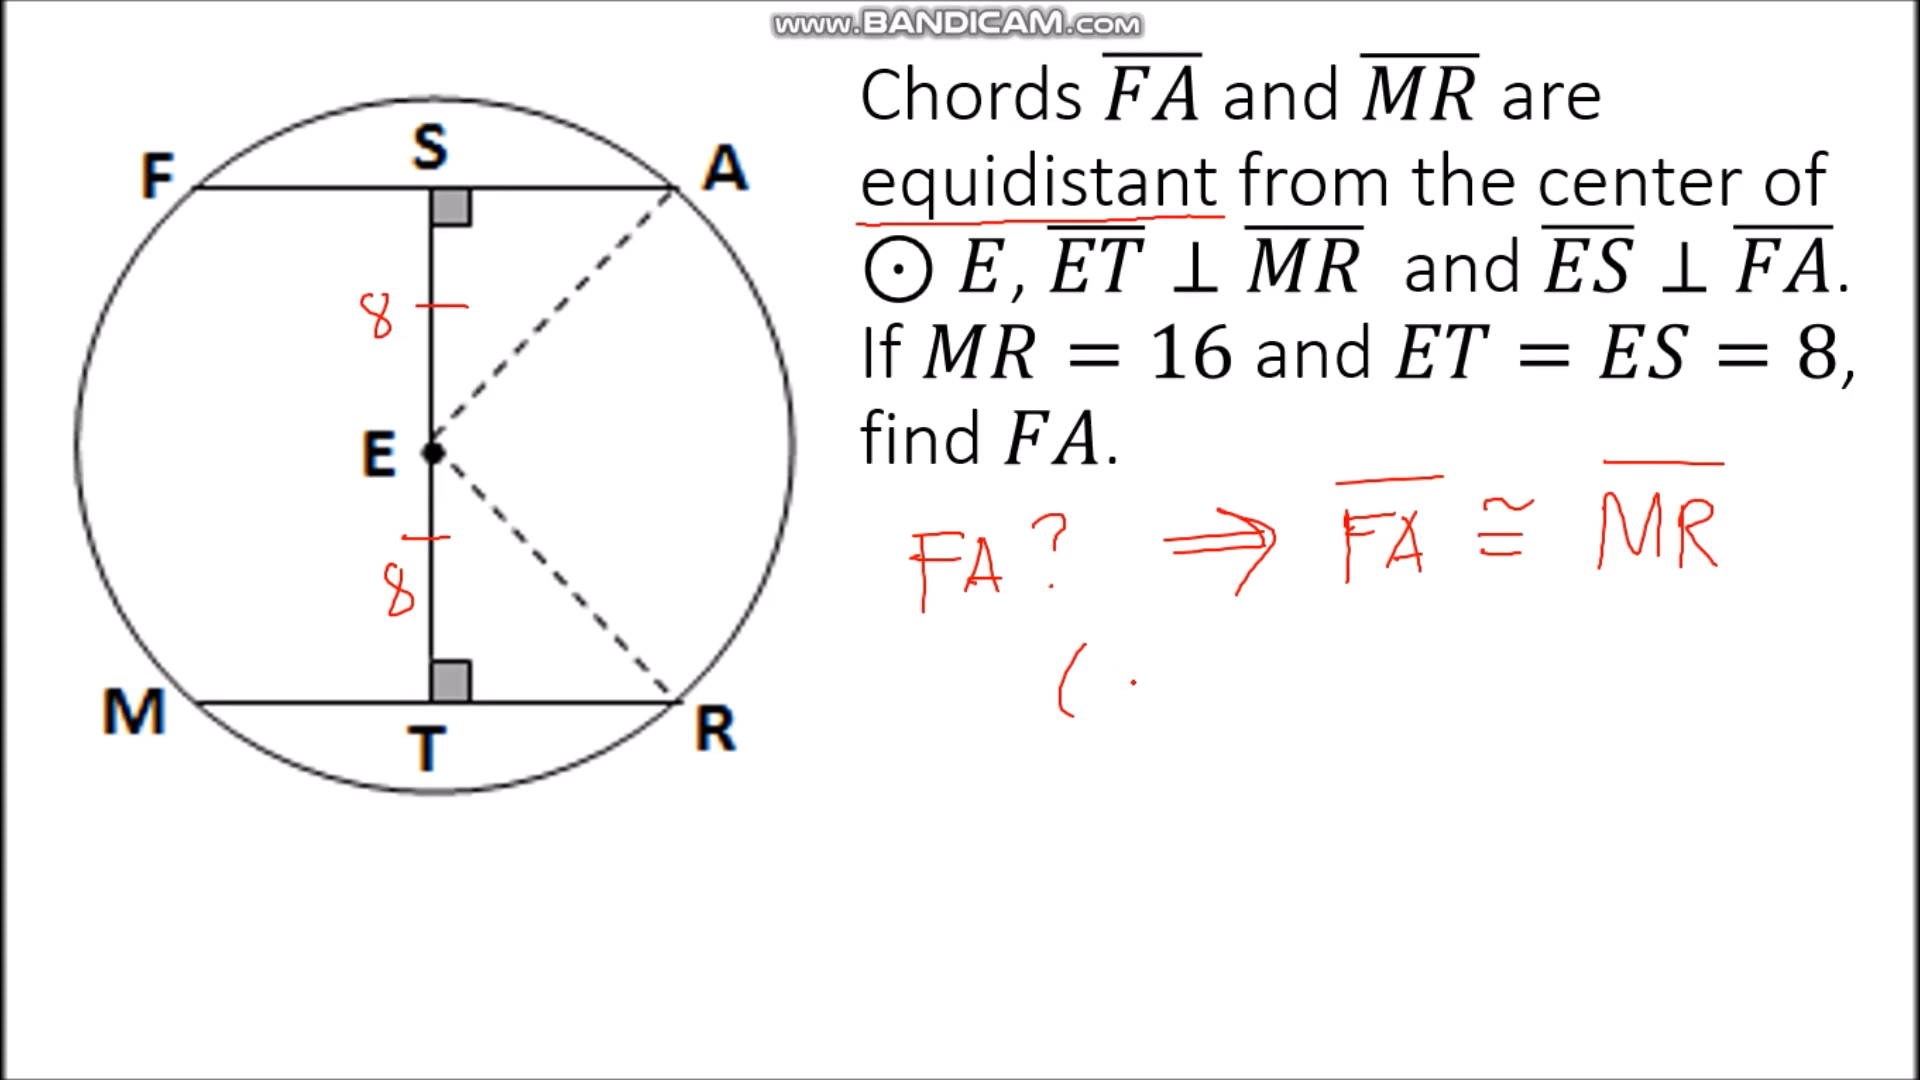 www.BANDICAM.com
Chords FA and MR are
equidistant from the center of
⊙ E, ET ⊥ MR and ES ⊥ FA.
If MR = 16 and ET = ES = 8,
find FA.
FA? ⇒ FA ≅ MR
(.
F
S
A
8
E
8
M
T
R